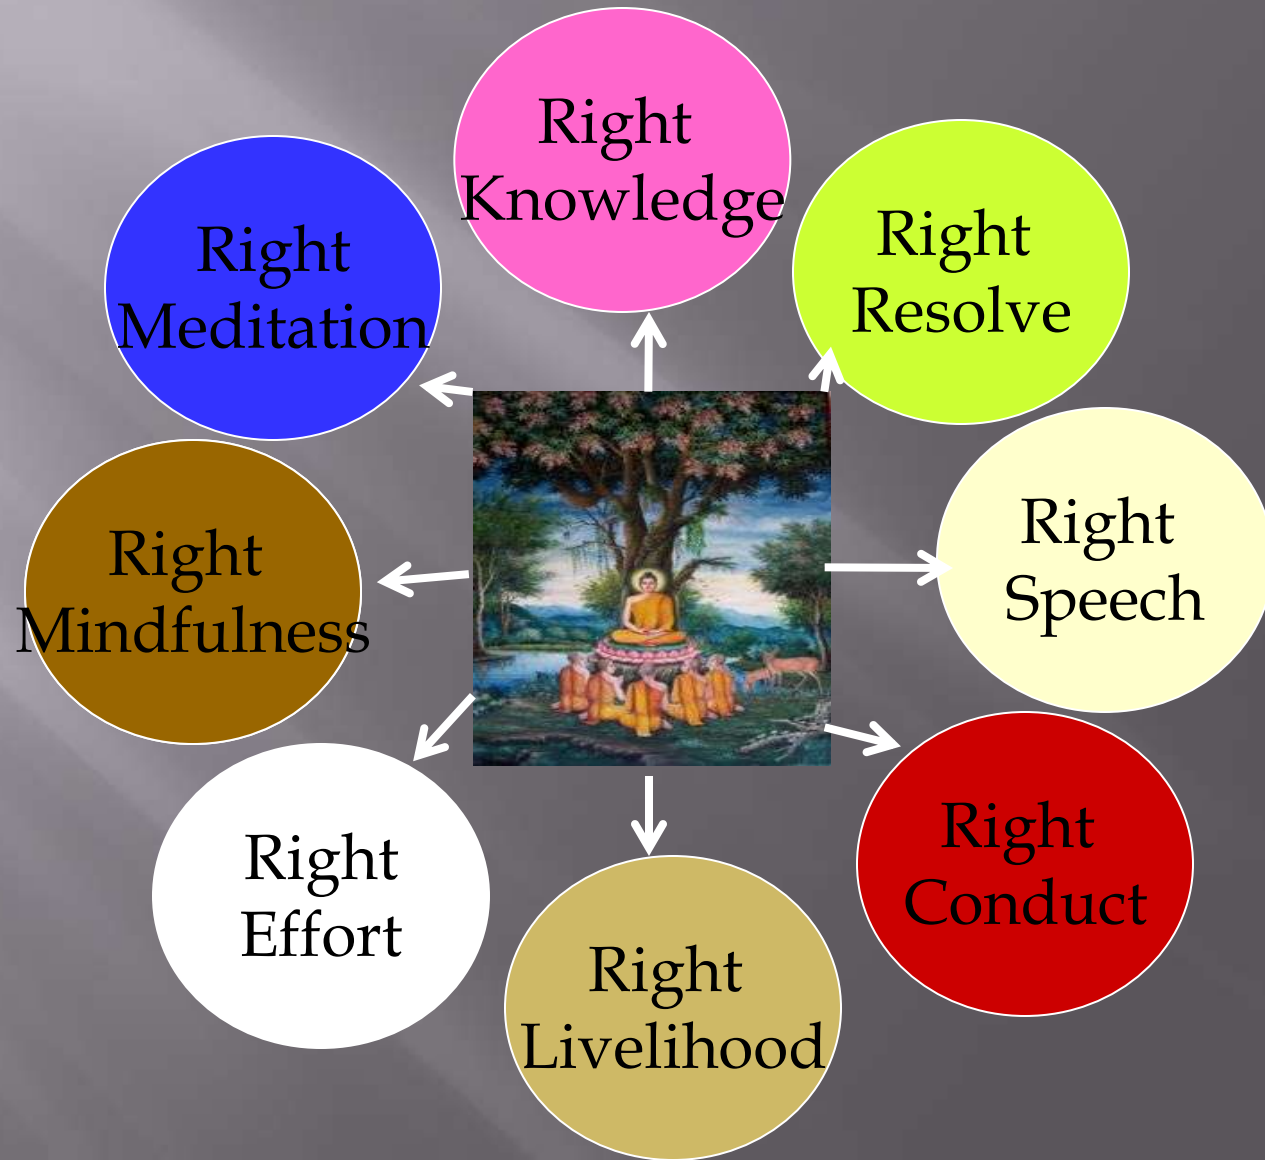 Right
Knowledge
Right
Resolve
Right
Speech
Right
Conduct
Right
Livelihood
Right
Effort
Right
Mindfulness
Right
Meditation